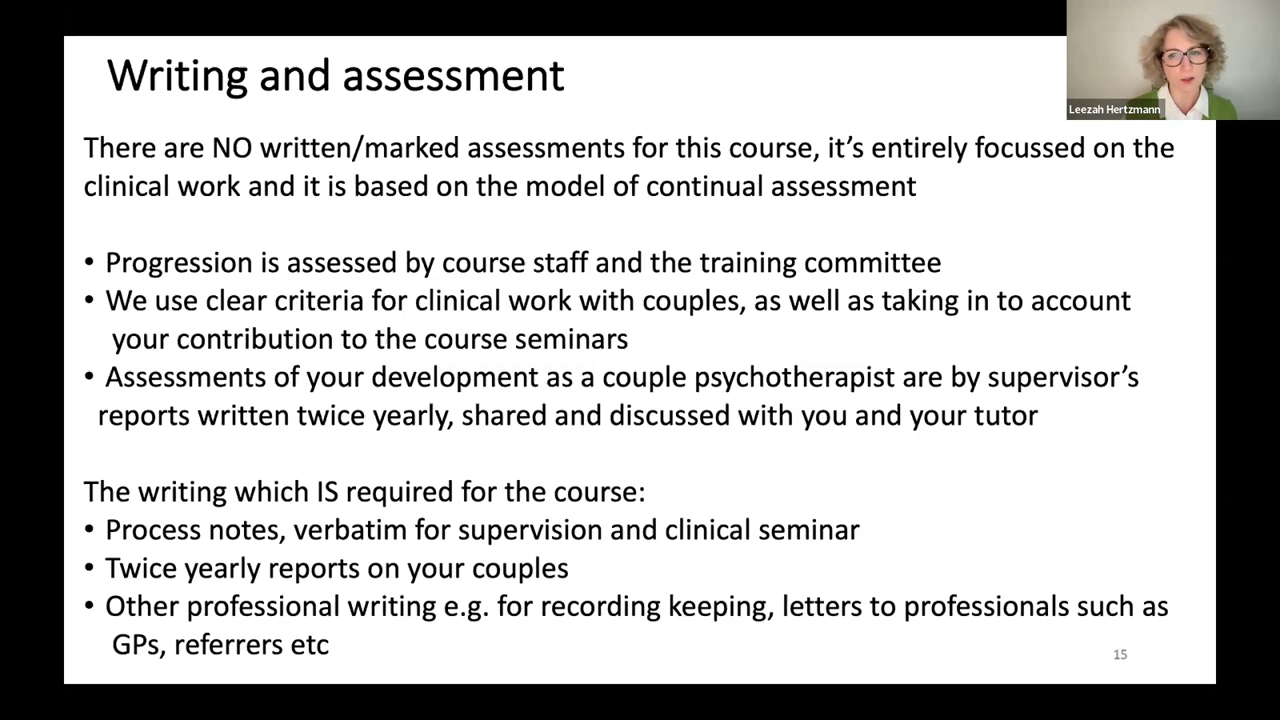 Writing and assessment
Leezah Hertzmann
There are NO written/marked assessments for this course, it's entirely focussed on the
clinical work and it is based on the model of continual assessment
• Progression is assessed by course staff and the training committee
• We use clear criteria for clinical work with couples, as well as taking in to account
your contribution to the course seminars
• Assessments of your development as a couple psychotherapist are by supervisor's
reports written twice yearly, shared and discussed with you and your tutor
The writing which IS required for the course:
• Process notes, verbatim for supervision and clinical seminar
• Twice yearly reports on your couples
• Other professional writing e.g. for recording keeping, letters to professionals such as
GPs, referrers etc
15